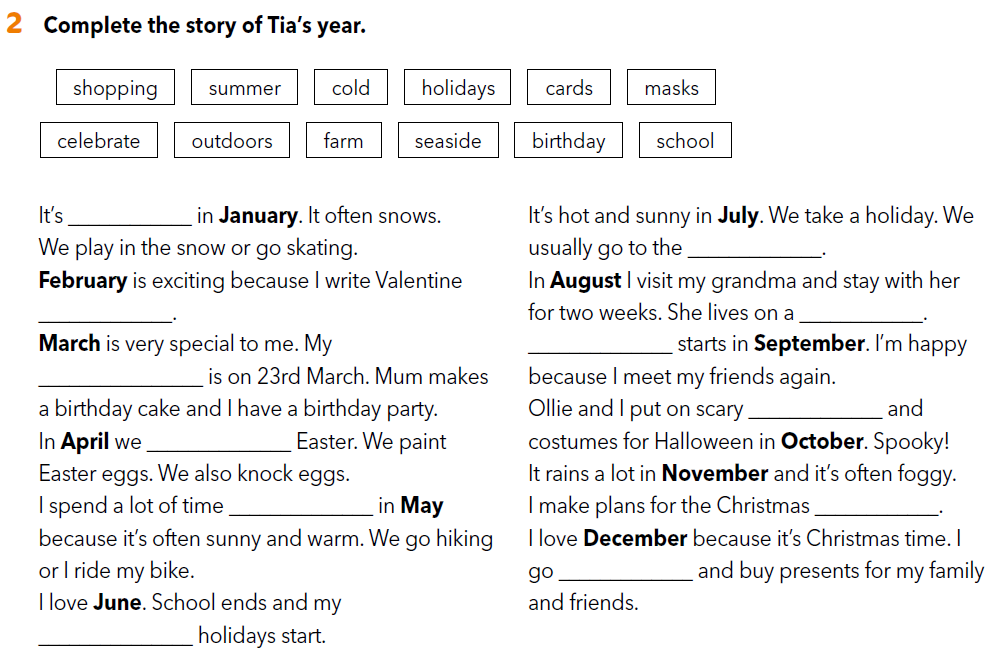 2 Complete the story of Tia's year.
shopping summer cold holidays cards masks
celebrate outdoors farm seaside birthday school
It's ____________ in January. It often snows.
We play in the snow or go skating.
February is exciting because I write Valentine
_____________.
March is very special to me. My
________________ is on 23rd March. Mum makes
a birthday cake and I have a birthday party.
In April we ______________ Easter. We paint
Easter eggs. We also knock eggs.
I spend a lot of time ______________ in May
because it's often sunny and warm. We go hiking
or I ride my bike.
I love June. School ends and my
_______________ holidays start.
It's hot and sunny in July. We take a holiday. We
usually go to the _____________.
In August I visit my grandma and stay with her
for two weeks. She lives on a ____________.
______________ starts in September. I'm happy
because I meet my friends again.
Ollie and I put on scary _____________ and
costumes for Halloween in October. Spooky!
It rains a lot in November and it's often foggy.
I make plans for the Christmas ____________.
I love December because it's Christmas time. I
go _____________ and buy presents for my family
and friends.